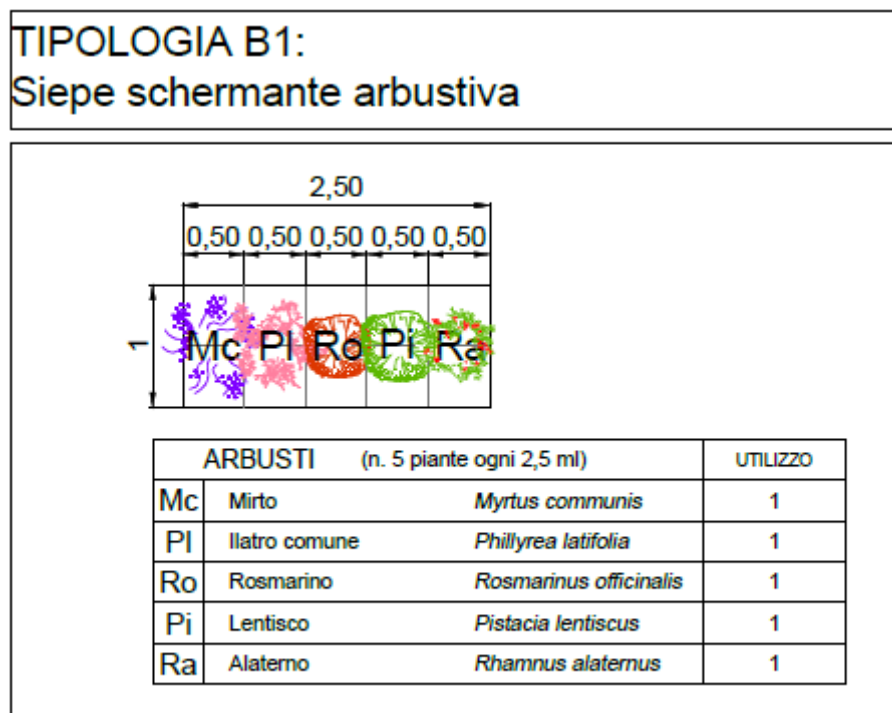 TIPOLOGIA B1:
Siepe schermante arbustiva
2,50
0,50 0,50 0,50 0,50 0,50
1
Mc Pl Ro Pi Ra
ARBUSTI (n. 5 piante ogni 2,5 ml) UTILIZZO
Mc Mirto Myrtus communis 1
Pl Ilatro comune Phillyrea latifolia 1
Ro Rosmarino Rosmarinus officinalis 1
Pi Lentisco Pistacia lentiscus 1
Ra Alaterno Rhamnus alaternus 1